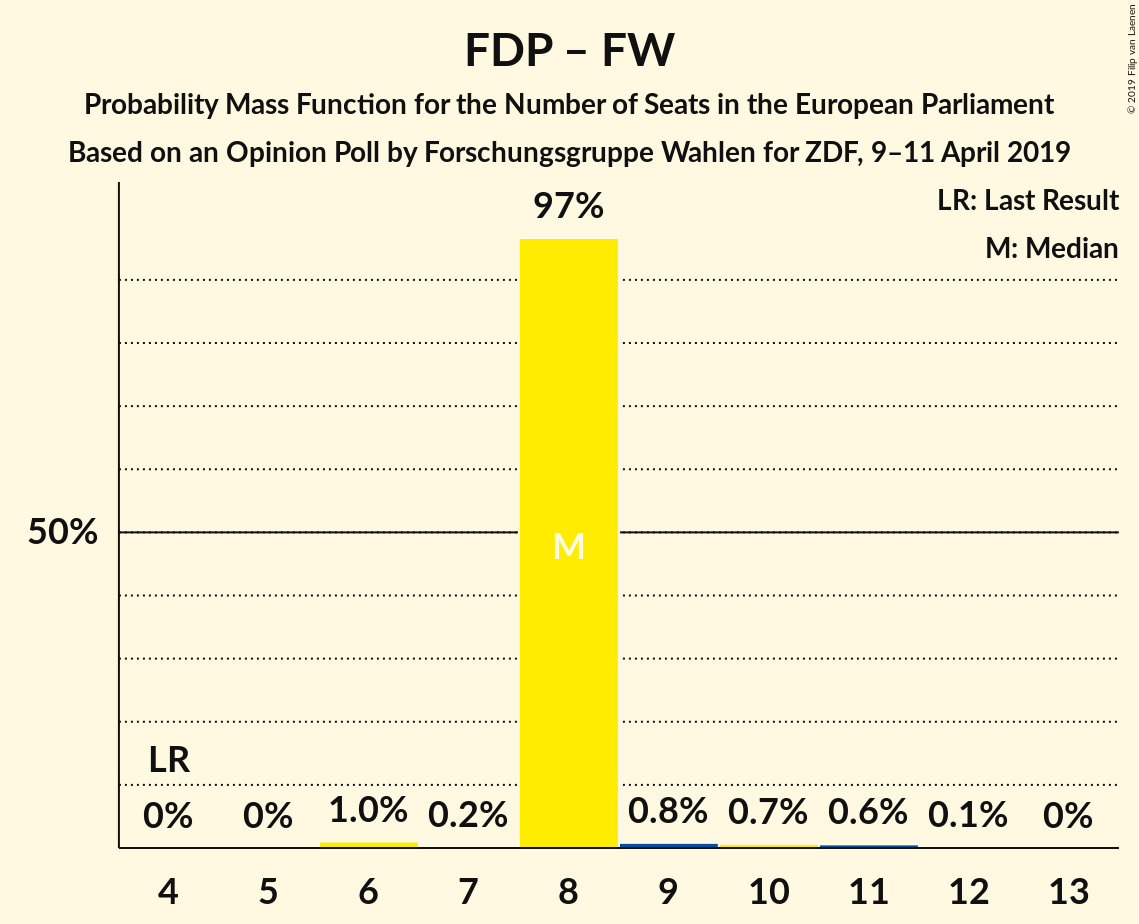 FDP – FW
Probability Mass Function for the Number of Seats in the European Parliament
Based on an Opinion Poll by Forschungsgruppe Wahlen for ZDF, 9–11 April 2019
© 2019 Filip van Laenen
LR: Last Result
M: Median
97%
50%
M
LR
0% 0% 1.0% 0.2% 0.8% 0.7% 0.6% 0.1% 0%
4 5 6 7 8 9 10 11 12 13